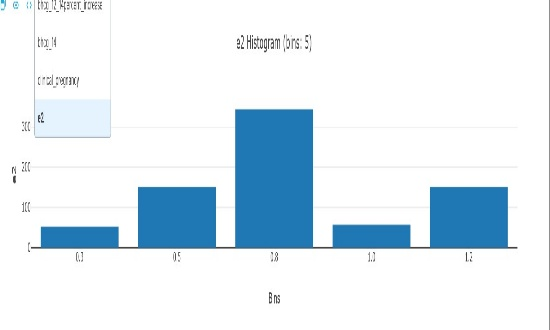 bhcg_12_14percent_increase
bhcg_14
clinical_pregnancy
e2
e2 Histogram (bins: 5)
300
200
100
0
0.3
0.5
0.8
1.0
1.2
Bins